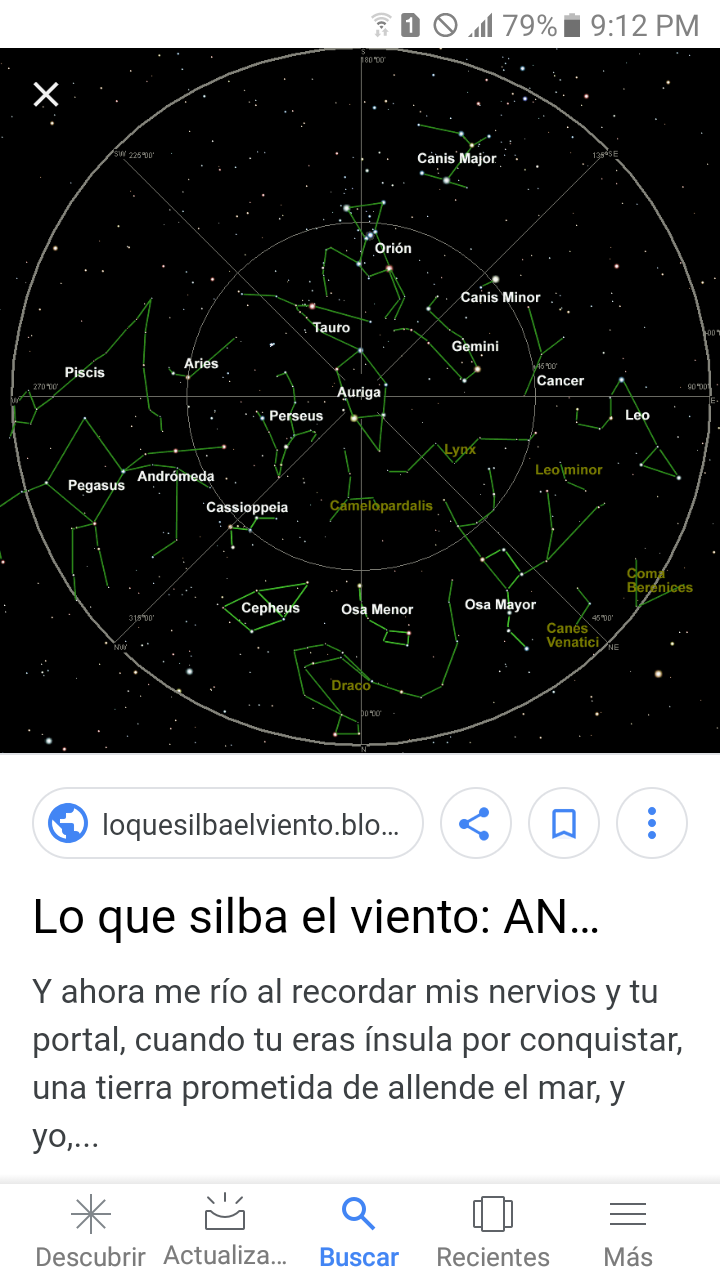 1 79% 9:12 PM
S
180°00'
SW 225°00'
135° SE
Canis Major
Orión
Canis Minor
Tauro
Gemini
Aries
Piscis
Cancer
45°00'
W 270°00'
90°00' E
Auriga
Perseus
Leo
Lynx
Leo minor
Andrómeda
Pegasus
Cassioppeia
Camelopardalis
Coma
Berenices
Cepheus
Osa Menor
Osa Mayor
315°00'
NW
45°00'
NE
Canes
Venatici
Draco
00°00'
N
loquesilbaelviento.blo...
Lo que silba el viento: AN...
Y ahora me río al recordar mis nervios y tu
portal, cuando tu eras ínsula por conquistar,
una tierra prometida de allende el mar, y
yo,...
Descubrir Actualiza... Buscar Recientes Más